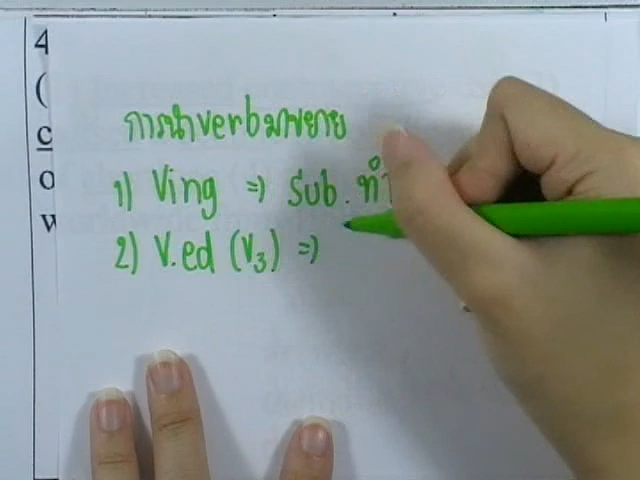 4
(
c
o
w
การนำverbมาขยาย
1) Ving => Sub. ทำ
2) V.ed (V3) =>